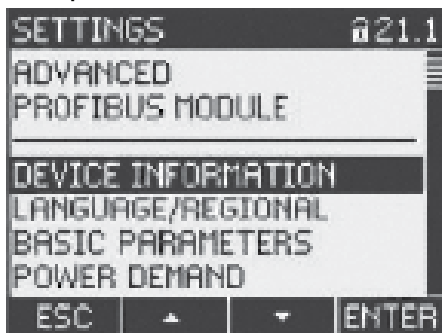 SETTINGS 21.1
ADVANCED
PROFIBUS MODULE
DEVICE INFORMATION
LANGUAGE/REGIONAL
BASIC PARAMETERS
POWER DEMAND
ESC ▲ ▼ ENTER